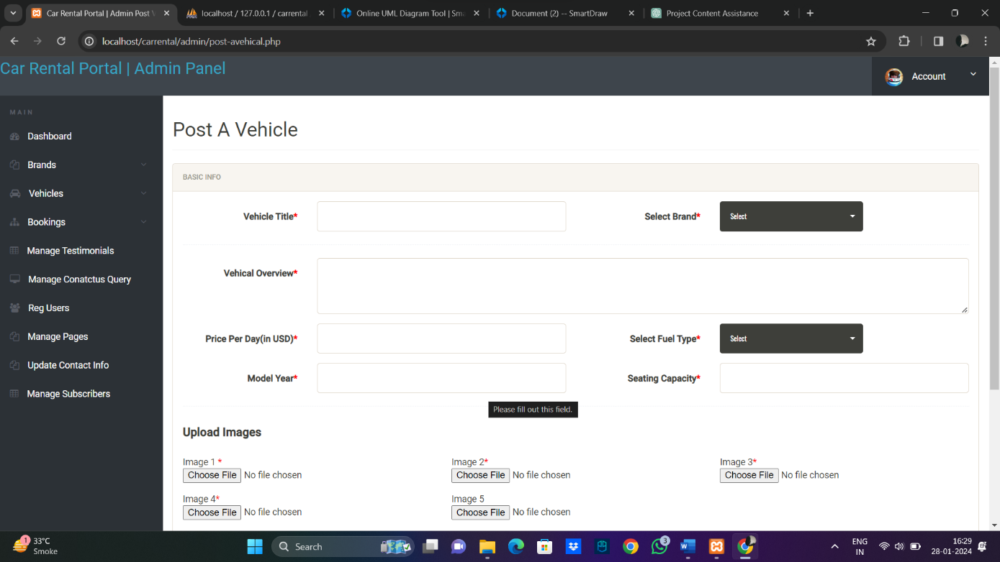 Car Rental Portal | Admin Post V
localhost / 127.0.0.1 / carrental
Online UML Diagram Tool | Sma
Document (2) -- SmartDraw
Project Content Assistance
localhost/carrental/admin/post-avehical.php
Car Rental Portal | Admin Panel
Account
MAIN
Dashboard
Brands
Vehicles
Bookings
Manage Testimonials
Manage Conatctus Query
Reg Users
Manage Pages
Update Contact Info
Manage Subscribers
Post A Vehicle
BASIC INFO
Vehicle Title*
Select Brand*
Select
Vehical Overview*
Price Per Day(in USD)*
Select Fuel Type*
Select
Model Year*
Seating Capacity*
Please fill out this field.
Upload Images
Image 1 *
Choose File No file chosen
Image 2*
Choose File No file chosen
Image 3*
Choose File No file chosen
Image 4*
Choose File No file chosen
Image 5
Choose File No file chosen
1
33°C
Smoke
Search
3
ENG
IN
16:29
28-01-2024